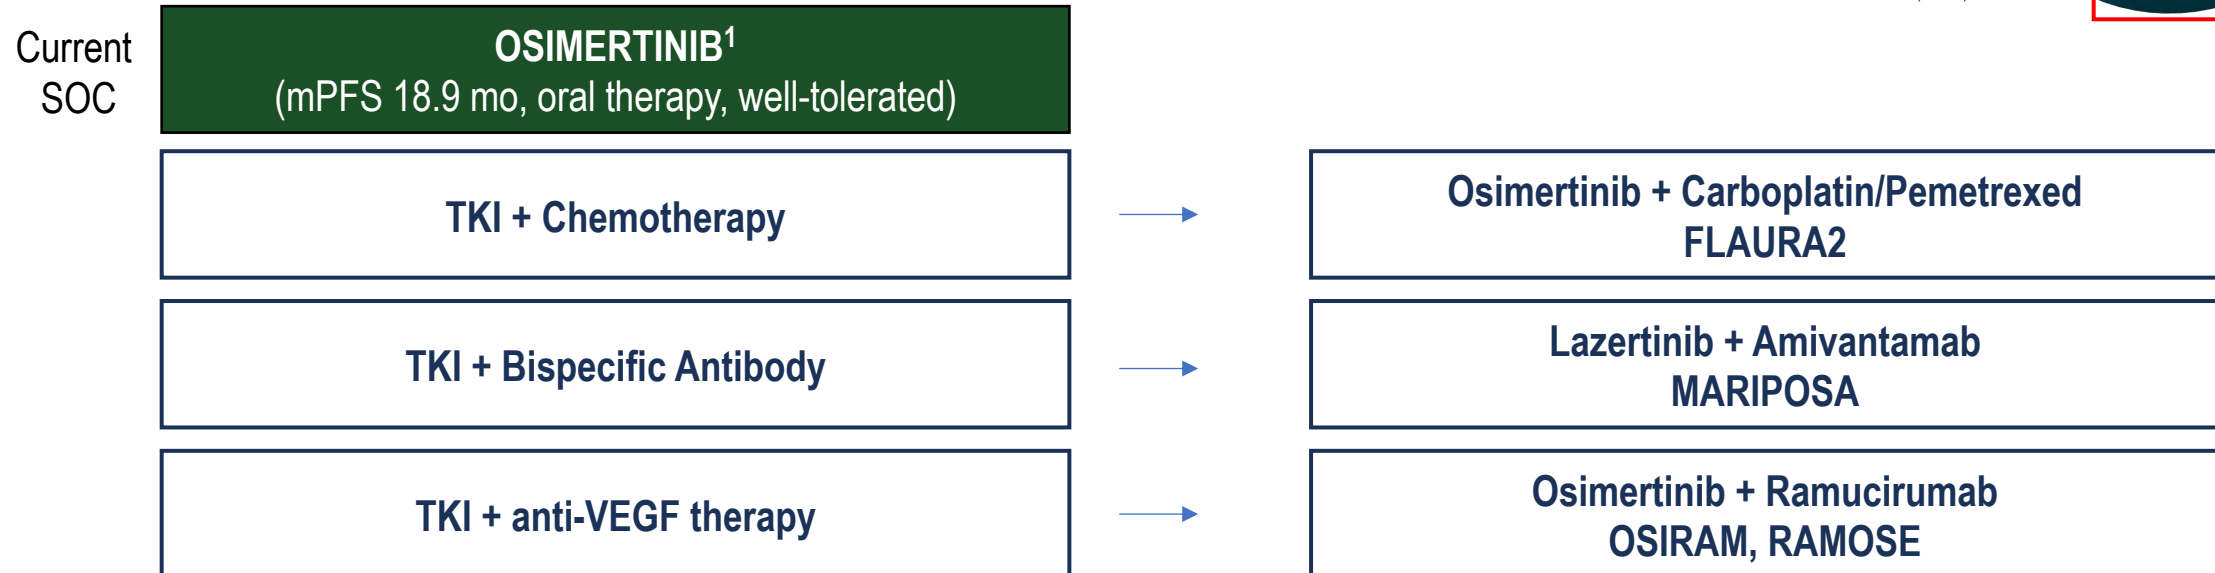 Current
SOC
OSIMERTINIB¹
(mPFS 18.9 mo, oral therapy, well-tolerated)
TKI + Chemotherapy
Osimertinib + Carboplatin/Pemetrexed
FLAURA2
TKI + Bispecific Antibody
Lazertinib + Amivantamab
MARIPOSA
TKI + anti-VEGF therapy
Osimertinib + Ramucirumab
OSIRAM, RAMOSE